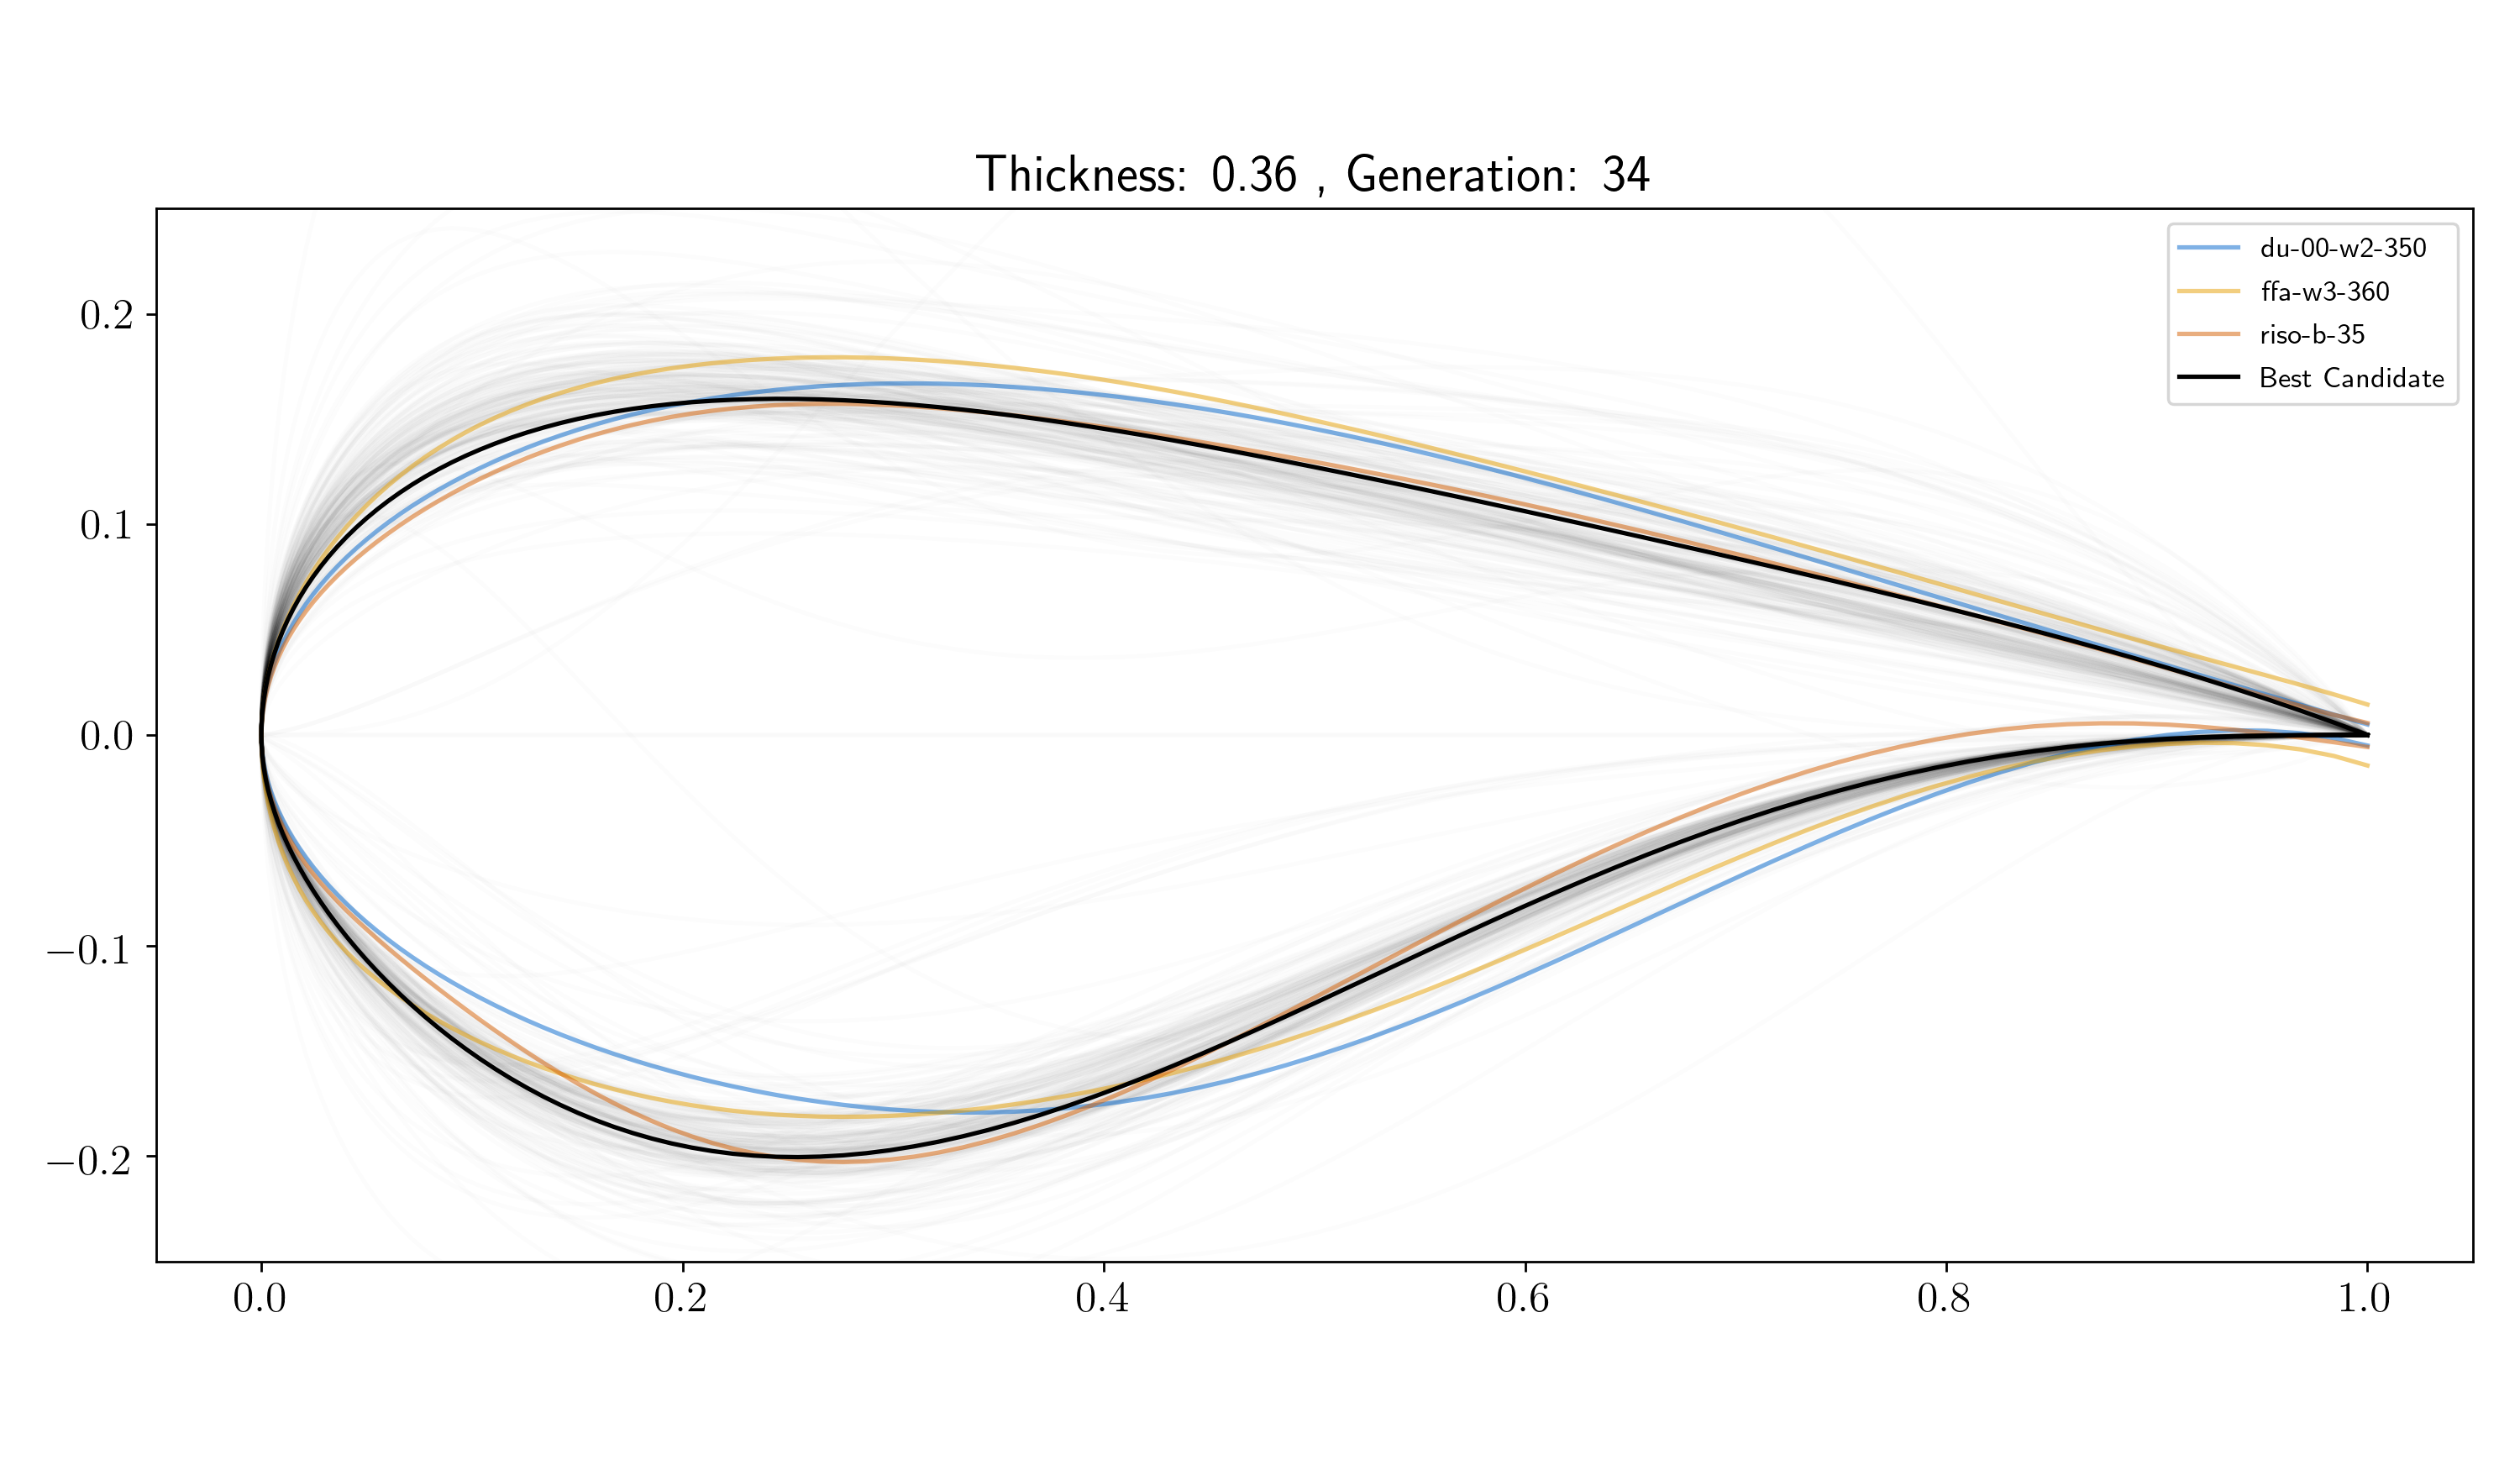 Thickness: 0.36 , Generation: 34
du-00-w2-350
ffa-w3-360
riso-b-35
Best Candidate
0.2
0.1
0.0
−0.1
−0.2
0.0 0.2 0.4 0.6 0.8 1.0